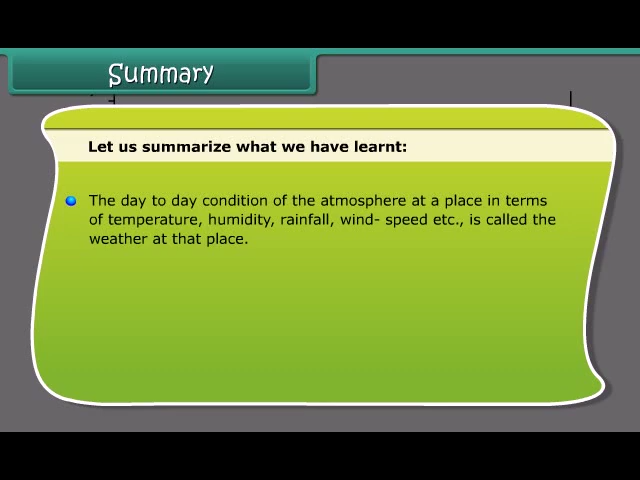 Summary
Let us summarize what we have learnt:
The day to day condition of the atmosphere at a place in terms
of temperature, humidity, rainfall, wind- speed etc., is called the
weather at that place.